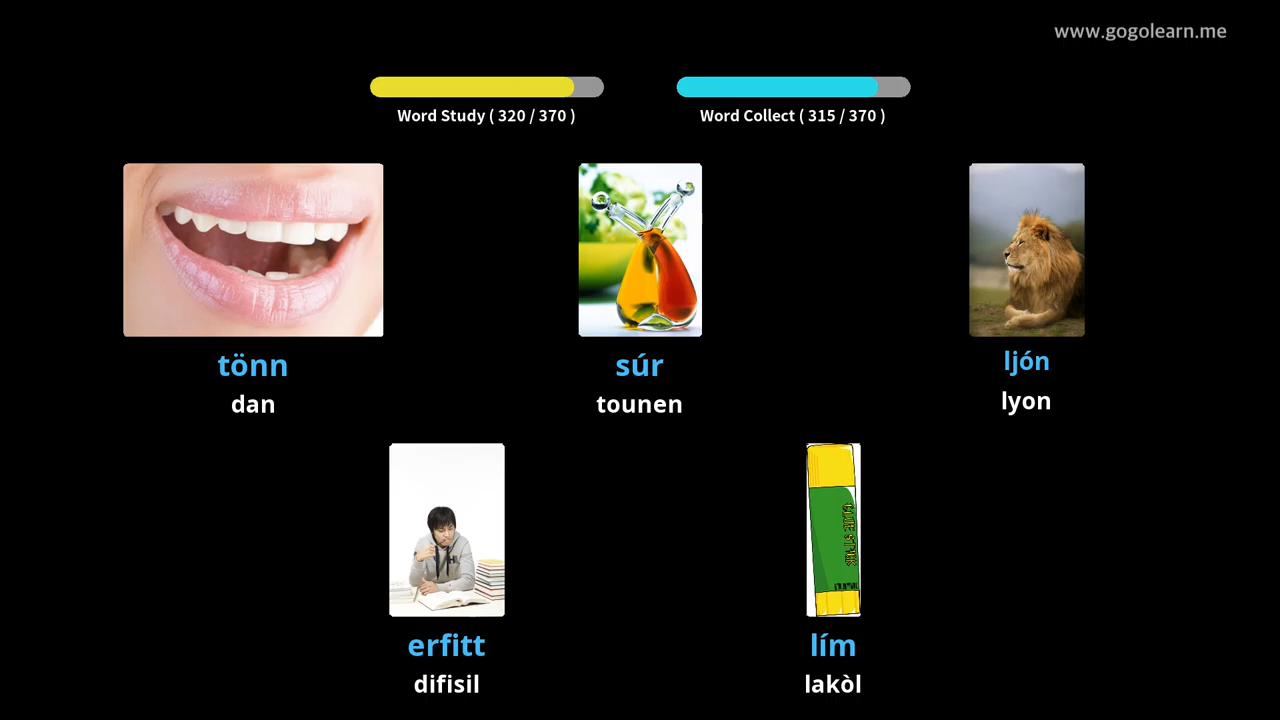 www.gogolearn.me
Word Study ( 320 / 370 )
Word Collect ( 315 / 370 )
tönn
dan
súr
tounen
ljón
lyon
erfitt
difisil
lím
lakòl